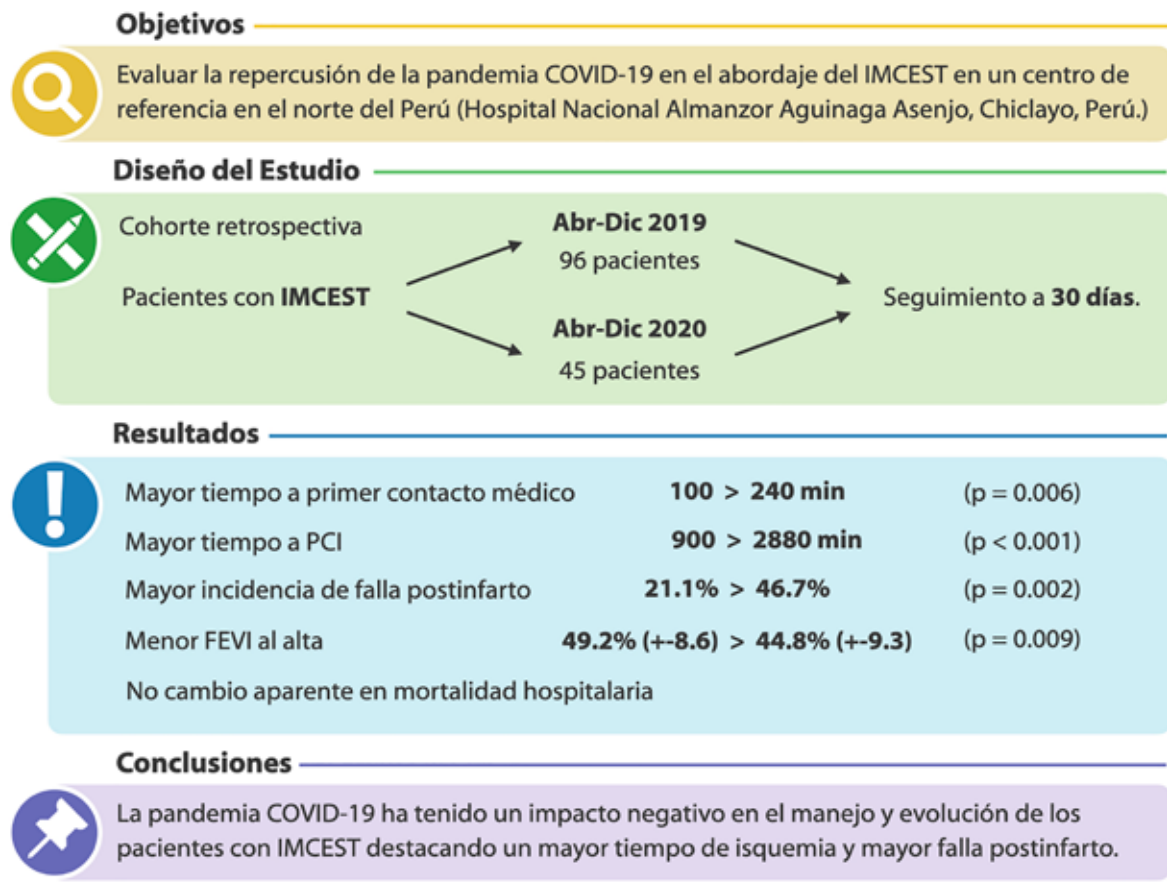 Objetivos
Evaluar la repercusión de la pandemia COVID-19 en el abordaje del IMCEST en un centro de
referencia en el norte del Perú (Hospital Nacional Almanzor Aguinaga Asenjo, Chiclayo, Perú.)
Diseño del Estudio
Cohorte retrospectiva
Pacientes con IMCEST
Abr-Dic 2019
96 pacientes
Abr-Dic 2020
45 pacientes
Seguimiento a 30 días.
Resultados
Mayor tiempo a primer contacto médico 100 > 240 min (p = 0.006)
Mayor tiempo a PCI 900 > 2880 min (p < 0.001)
Mayor incidencia de falla postinfarto 21.1% > 46.7% (p = 0.002)
Menor FEVI al alta 49.2% (+-8.6) > 44.8% (+-9.3) (p = 0.009)
No cambio aparente en mortalidad hospitalaria
Conclusiones
La pandemia COVID-19 ha tenido un impacto negativo en el manejo y evolución de los
pacientes con IMCEST destacando un mayor tiempo de isquemia y mayor falla postinfarto.